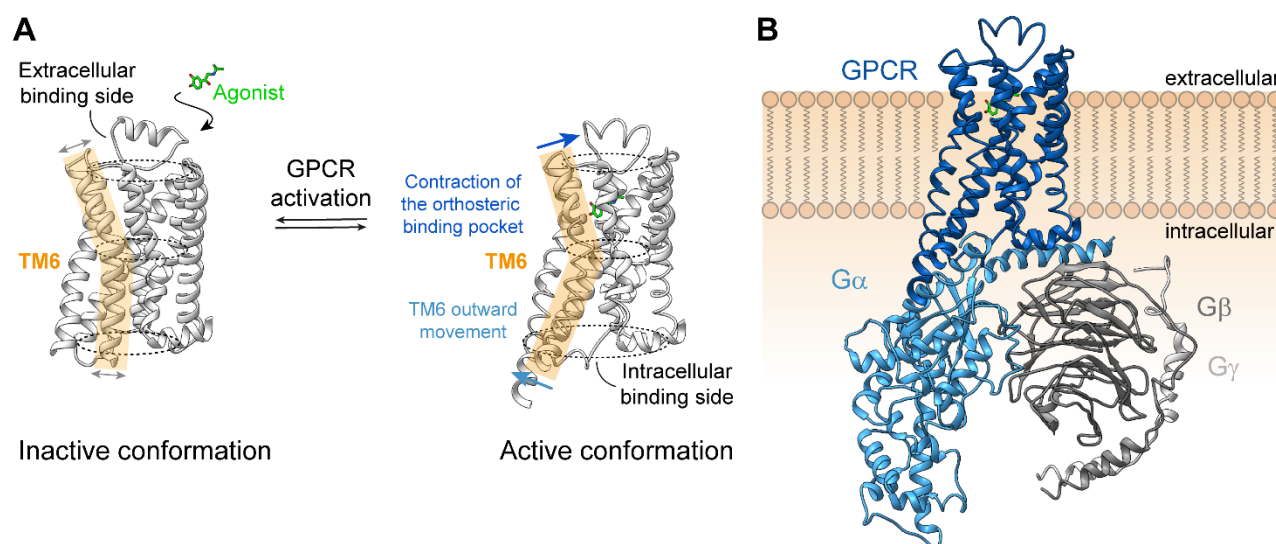 A
Extracellular
binding side
Agonist
TM6
Inactive conformation
GPCR
activation
Contraction of
the orthosteric
binding pocket
TM6
TM6 outward
movement
Intracellular
binding side
Active conformation
B
GPCR
extracellular
intracellular
Gα
Gβ
Gγ